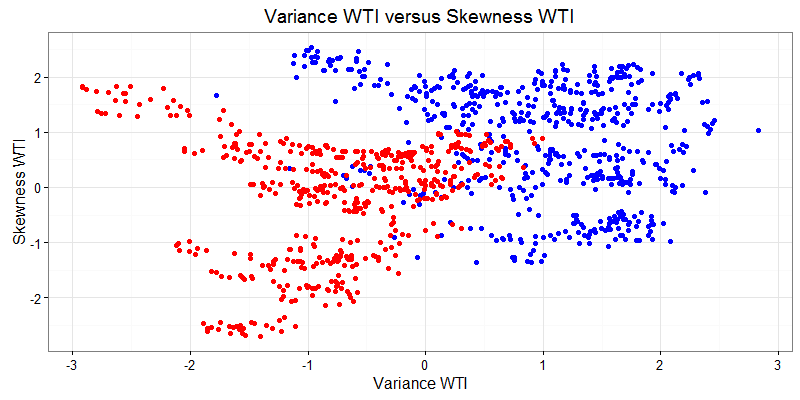 Variance WTI versus Skewness WTI
Skewness WTI
2
1
0
-1
-2
-3 -2 -1 0 1 2 3
Variance WTI